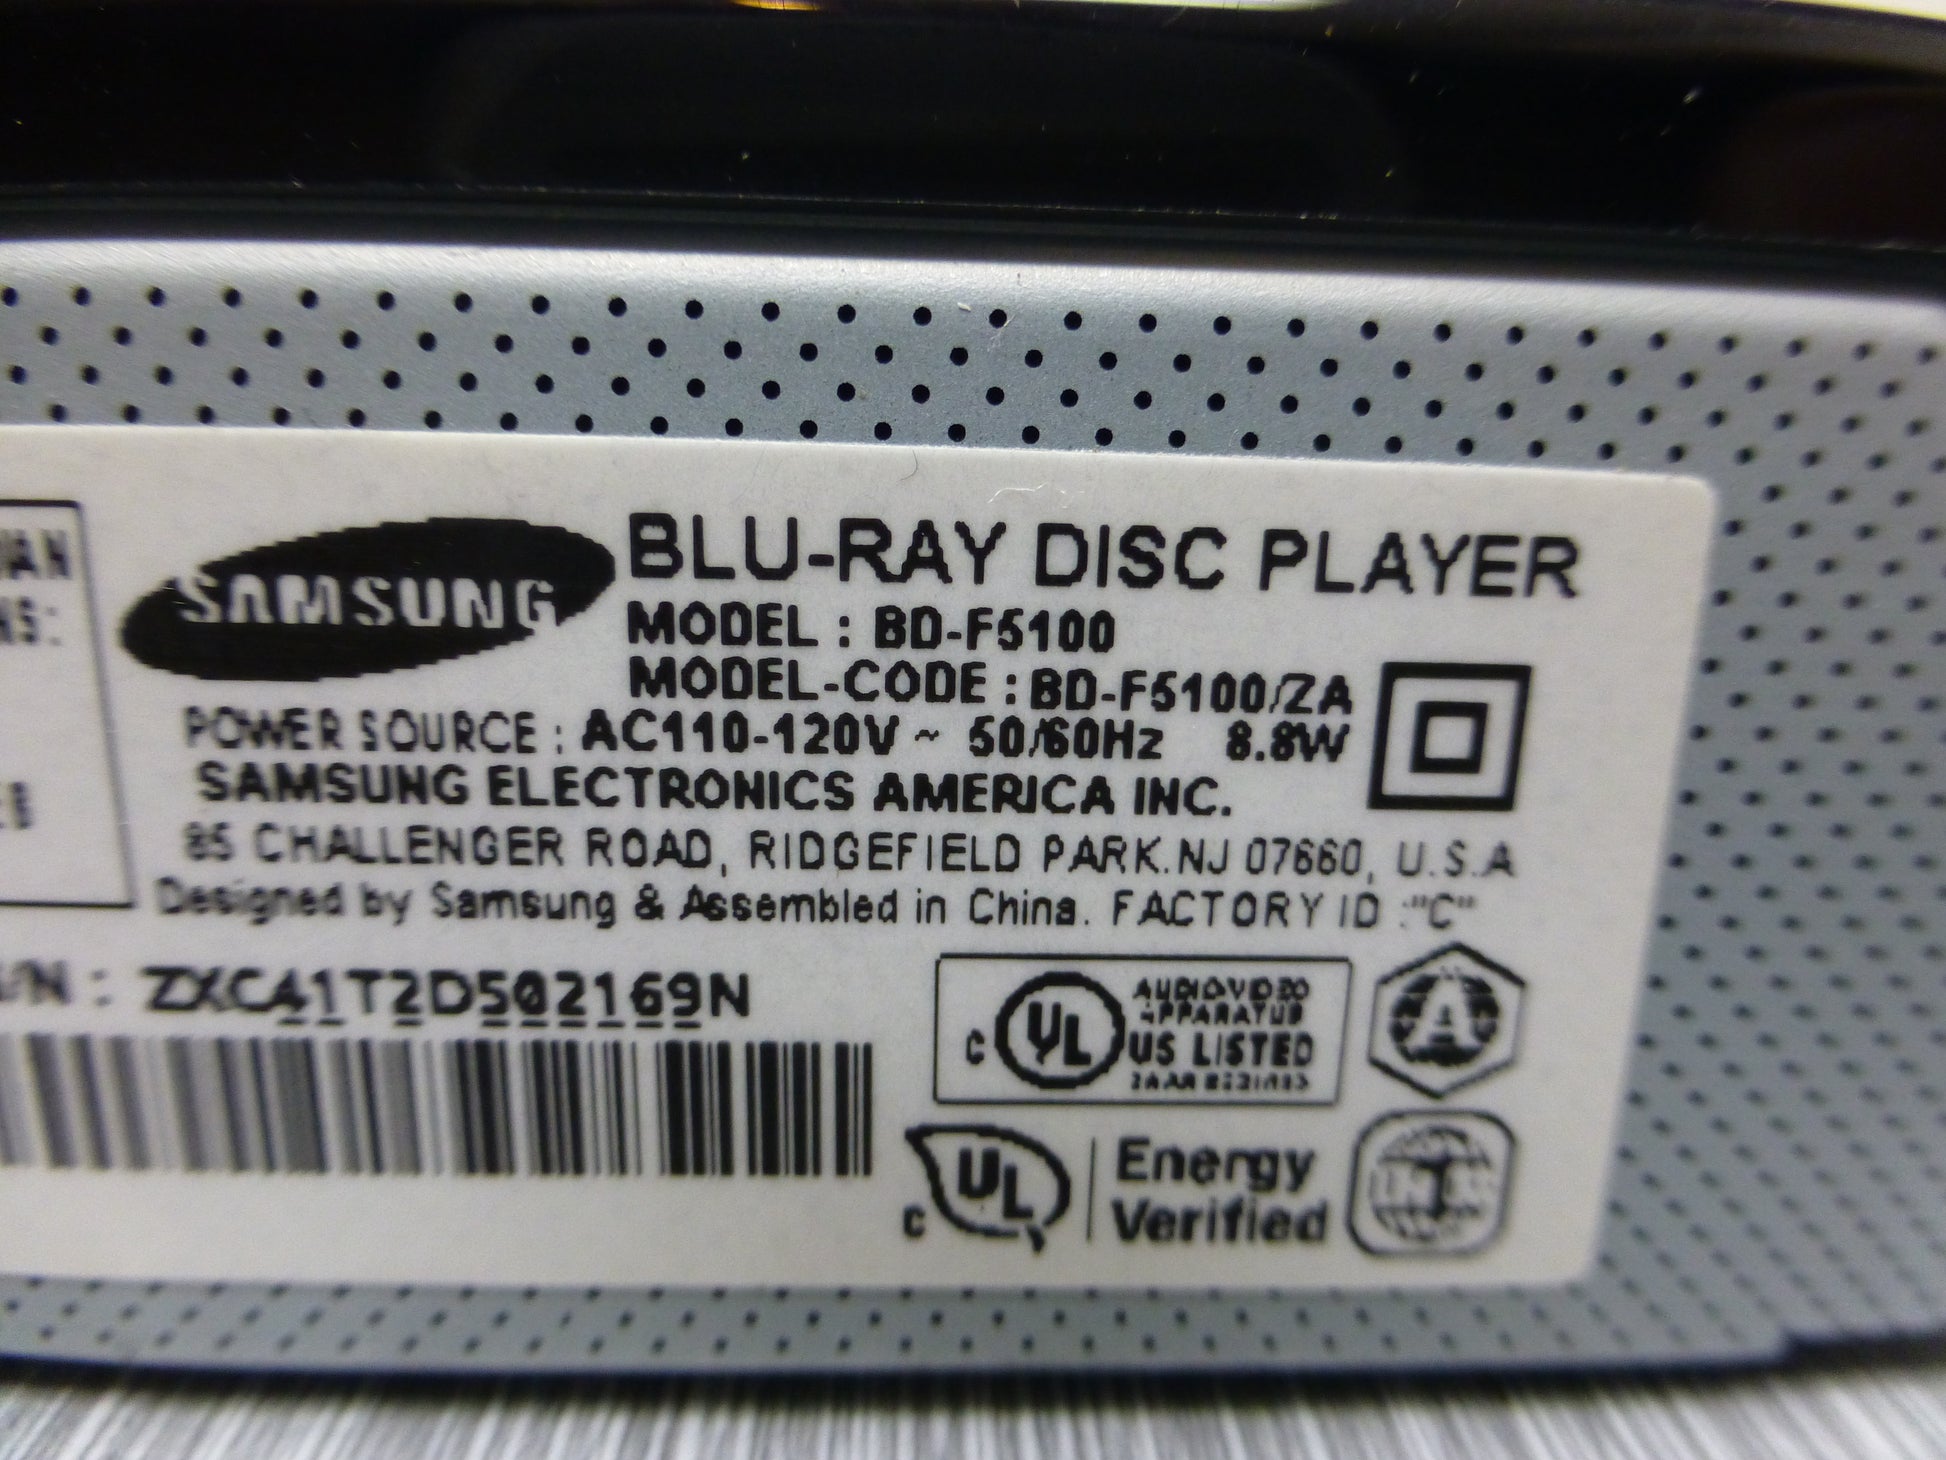 SAMSUNG
BLU-RAY DISC PLAYER
MODEL : BD-F5100
MODEL-CODE : BD-F5100/ZA
POWER SOURCE : AC110-120V ~ 50/60Hz 8.8W
SAMSUNG ELECTRONICS AMERICA INC.
85 CHALLENGER ROAD, RIDGEFIELD PARK.NJ 07660, U.S.A
Designed by Samsung & Assembled in China. FACTORY ID :"C"
/N : ZXC41T2D502169N
AUDIO/VIDEO
APPARATUS
C UL US LISTED
A
C UL Energy
Verified